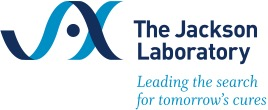 The Jackson
Laboratory
Leading the search
for tomorrow's cures